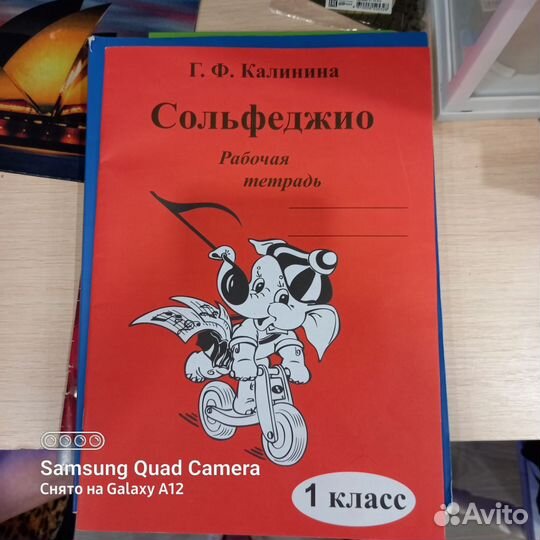 Г. Ф. Калинина
Сольфеджио
Рабочая
тетрадь
1 класс
Samsung Quad Camera
Снято на Galaxy A12
Avito